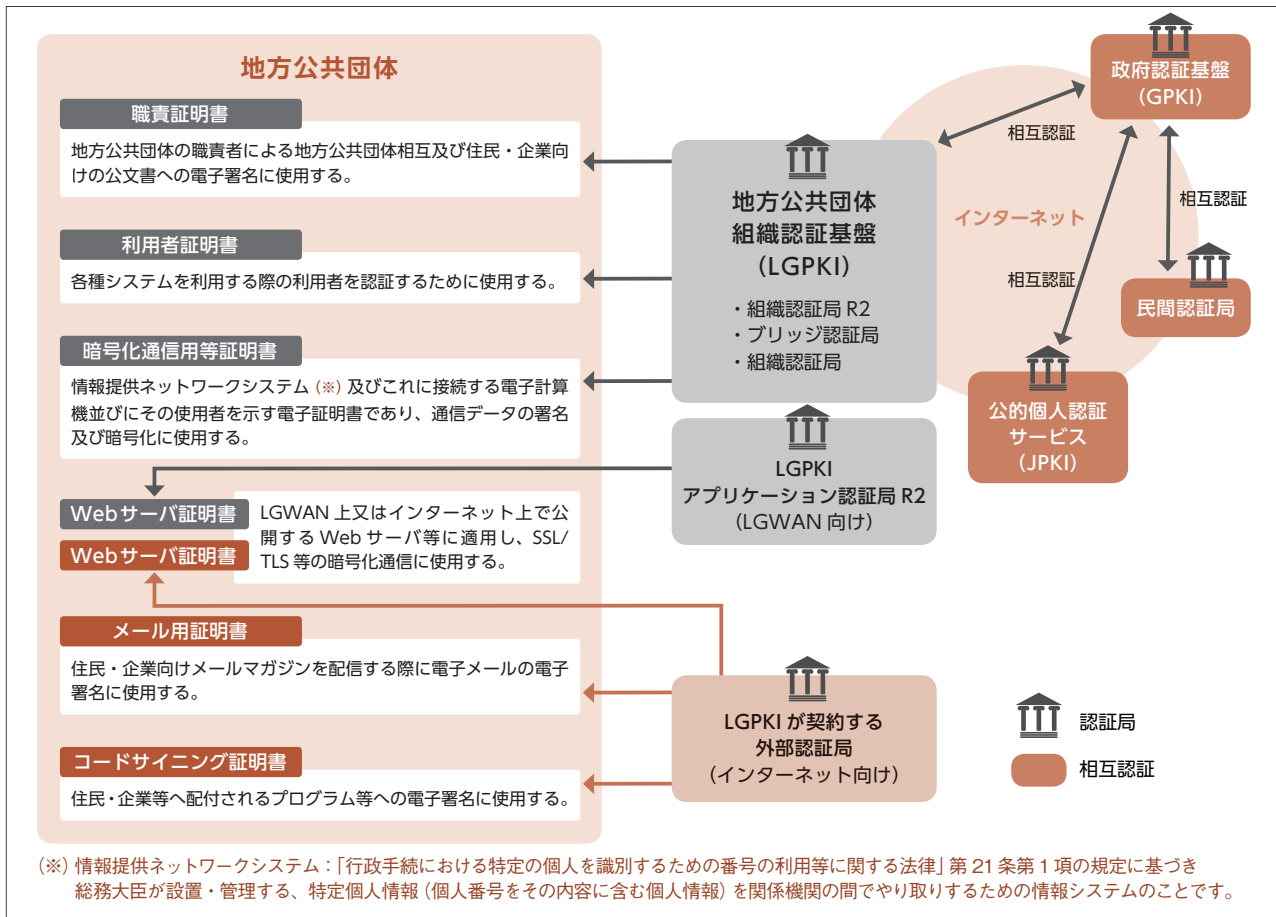 地方公共団体
職責証明書
地方公共団体の職責者による地方公共団体相互及び住民・企業向
けの公文書への電子署名に使用する。
利用者証明書
各種システムを利用する際の利用者を認証するために使用する。
暗号化通信用等証明書
情報提供ネットワークシステム(※)及びこれに接続する電子計算
機並びにその使用者を示す電子証明書であり、通信データの署名
及び暗号化に使用する。
Webサーバ証明書
Webサーバ証明書
LGWAN 上又はインターネット上で公
開する Web サーバ等に適用し、SSL/
TLS 等の暗号化通信に使用する。
メール用証明書
住民・企業向けメールマガジンを配信する際に電子メールの電子
署名に使用する。
コードサイニング証明書
住民・企業等へ配付されるプログラム等への電子署名に使用する。
地方公共団体
組織認証基盤
(LGPKI)
・組織認証局 R2
・ブリッジ認証局
・組織認証局
LGPKI
アプリケーション認証局 R2
(LGWAN 向け)
LGPKI が契約する
外部認証局
(インターネット向け)
政府認証基盤
(GPKI)
相互認証
インターネット
相互認証
相互認証
民間認証局
公的個人認証
サービス
(JPKI)
認証局
相互認証
(※) 情報提供ネットワークシステム:「行政手続における特定の個人を識別するための番号の利用等に関する法律」第 21 条第 1 項の規定に基づき
総務大臣が設置・管理する、特定個人情報(個人番号をその内容に含む個人情報)を関係機関の間でやり取りするための情報システムのことです。